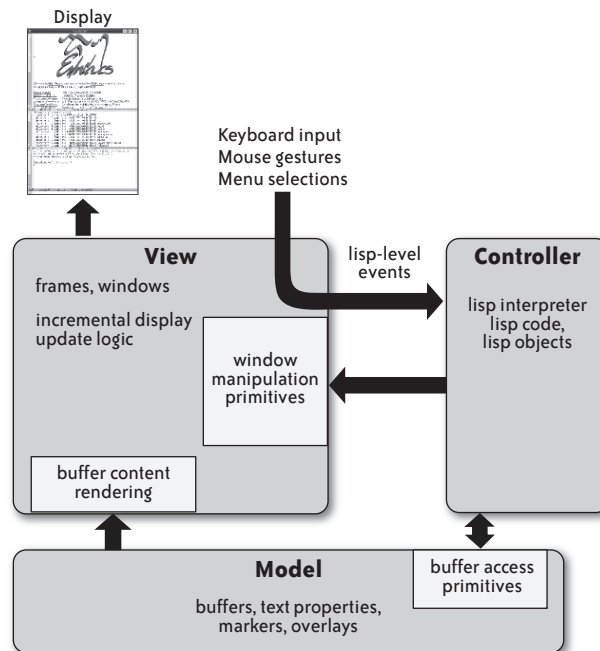 Display
Keyboard input
Mouse gestures
Menu selections
View
frames, windows
incremental display
update logic
window
manipulation
primitives
buffer content
rendering
lisp-level
events
Controller
lisp interpreter
lisp code,
lisp objects
Model
buffers, text properties,
markers, overlays
buffer access
primitives